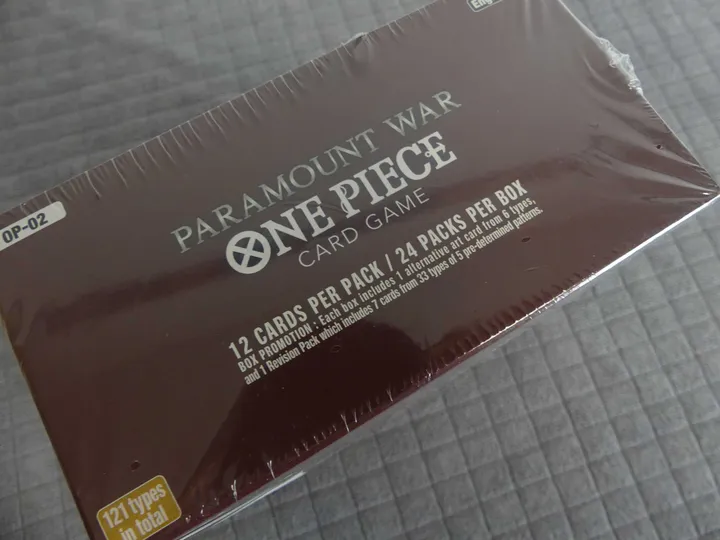 OP-02
PARAMOUNT WAR
ONE PIECE
CARD GAME
12 CARDS PER PACK / 24 PACKS PER BOX
BOX PROMOTION : Each box includes 1 alternative art card from 6 types,
and 1 Revision Pack which includes 7 cards from 33 types of 5 pre-determined patterns.
121 types
in total